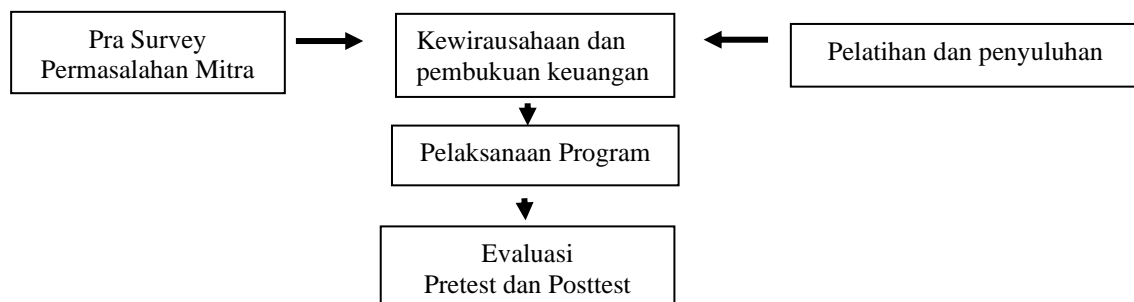 Pra Survey
Permasalahan Mitra
Kewirausahaan dan
pembukuan keuangan
Pelatihan dan penyuluhan
Pelaksanaan Program
Evaluasi
Pretest dan Posttest